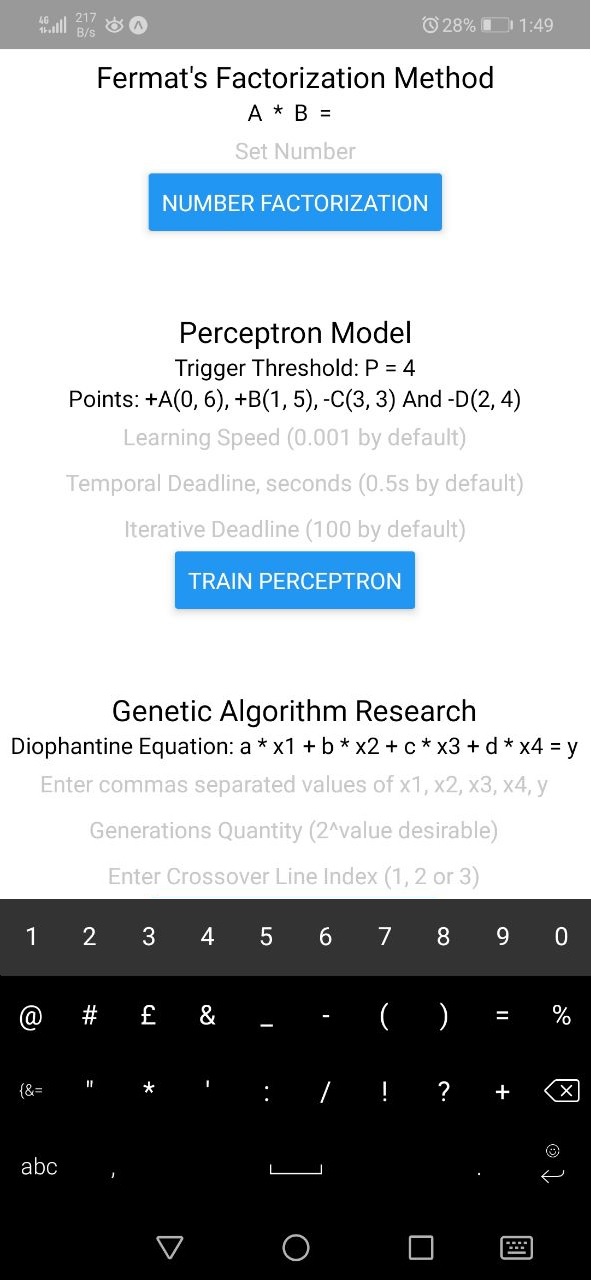 4G 217 B/s 28% 1:49
Fermat's Factorization Method
A * B =
Set Number
NUMBER FACTORIZATION
Perceptron Model
Trigger Threshold: P = 4
Points: +A(0, 6), +B(1, 5), -C(3, 3) And -D(2, 4)
Learning Speed (0.001 by default)
Temporal Deadline, seconds (0.5s by default)
Iterative Deadline (100 by default)
TRAIN PERCEPTRON
Genetic Algorithm Research
Diophantine Equation: a * x1 + b * x2 + c * x3 + d * x4 = y
Enter commas separated values of x1, x2, x3, x4, y
Generations Quantity (2^value desirable)
Enter Crossover Line Index (1, 2 or 3)
1 2 3 4 5 6 7 8 9 0
@ # £ & _ - ( ) = %
{&= " * ' : / ! ? +
abc , .